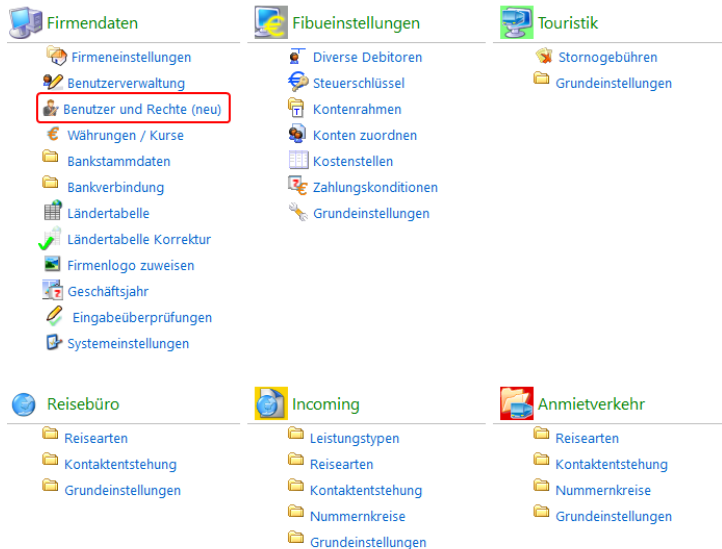 Firmendaten
Firmeneinstellungen
Benutzerverwaltung
Benutzer und Rechte (neu)
Währungen / Kurse
Bankstammdaten
Bankverbindung
Ländertabelle
Ländertabelle Korrektur
Firmenlogo zuweisen
Geschäftsjahr
Eingabeüberprüfungen
Systemeinstellungen
Fibueinstellungen
Diverse Debitoren
Steuerschlüssel
Kontenrahmen
Konten zuordnen
Kostenstellen
Zahlungskonditionen
Grundeinstellungen
Touristik
Stornogebühren
Grundeinstellungen
Reisebüro
Reisearten
Kontaktentstehung
Grundeinstellungen
Incoming
Leistungstypen
Reisearten
Kontaktentstehung
Nummernkreise
Grundeinstellungen
Anmietverkehr
Reisearten
Kontaktentstehung
Nummernkreise
Grundeinstellungen